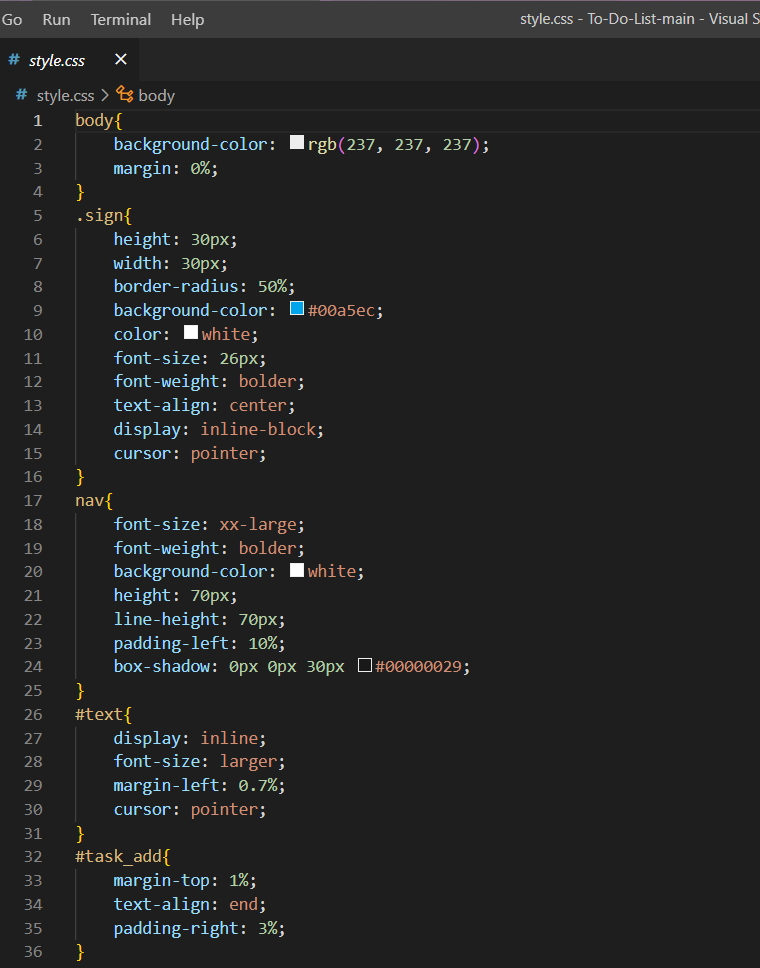 Go Run Terminal Help style.css - To-Do-List-main - Visual S
# style.css ×
# style.css > body
1 body{
2     background-color: rgb(237, 237, 237);
3     margin: 0%;
4 }
5 .sign{
6     height: 30px;
7     width: 30px;
8     border-radius: 50%;
9     background-color: #00a5ec;
10     color: white;
11     font-size: 26px;
12     font-weight: bolder;
13     text-align: center;
14     display: inline-block;
15     cursor: pointer;
16 }
17 nav{
18     font-size: xx-large;
19     font-weight: bolder;
20     background-color: white;
21     height: 70px;
22     line-height: 70px;
23     padding-left: 10%;
24     box-shadow: 0px 0px 30px #00000029;
25 }
26 #text{
27     display: inline;
28     font-size: larger;
29     margin-left: 0.7%;
30     cursor: pointer;
31 }
32 #task_add{
33     margin-top: 1%;
34     text-align: end;
35     padding-right: 3%;
36 }